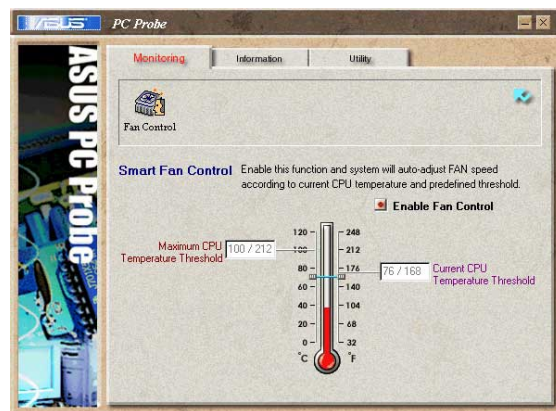 ASUS
PC Probe
ASUS PC Probe
Monitoring
Information
Utility
Fan Control
Smart Fan Control
Enable this function and system will auto-adjust FAN speed
according to current CPU temperature and predefined threshold.
Enable Fan Control
Maximum CPU
Temperature Threshold
100 / 212
76 / 168
Current CPU
Temperature Threshold
120 248
100 212
80 176
60 140
40 104
20 68
0 32
°C °F